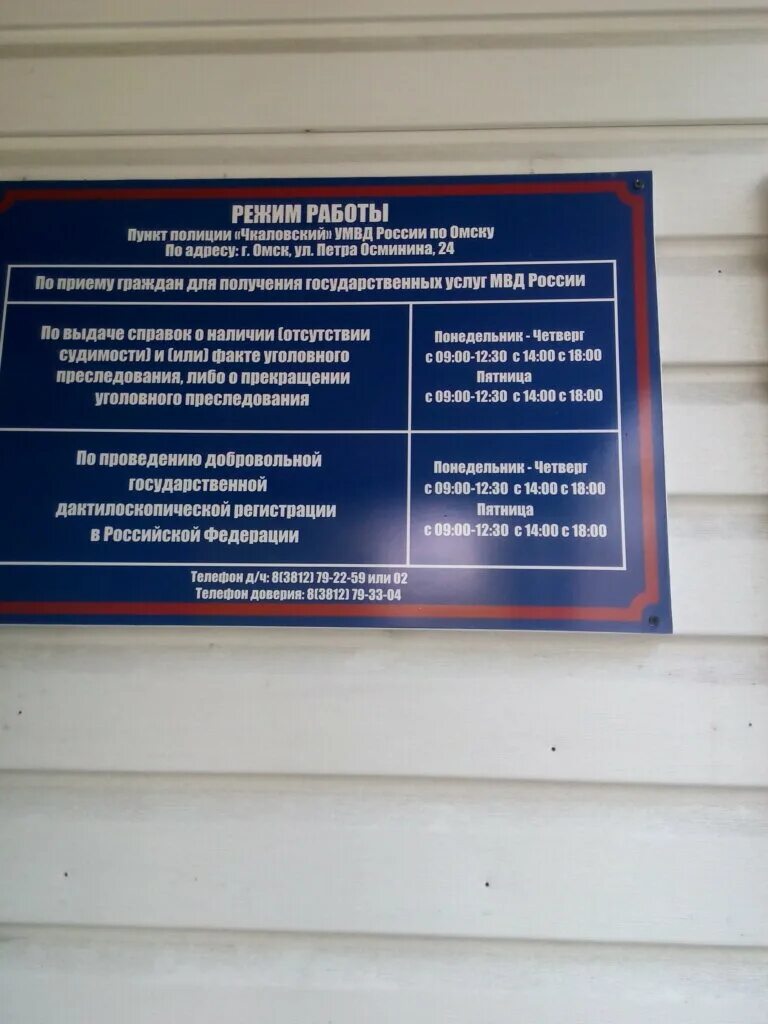 РЕЖИМ РАБОТЫ
Пункт полиции «Чкаловский» УМВД России по Омску
По адресу: г. Омск, ул. Петра Осминина, 24
По приему граждан для получения государственных услуг МВД России
По выдаче справок о наличии (отсутствии
судимости) и (или) факте уголовного
преследования, либо о прекращении
уголовного преследования
Понедельник - Четверг
с 09:00-12:30 с 14:00 с 18:00
Пятница
с 09:00-12:30 с 14:00 с 18:00
По проведению добровольной
государственной
дактилоскопической регистрации
в Российской Федерации
Понедельник - Четверг
с 09:00-12:30 с 14:00 с 18:00
Пятница
с 09:00-12:30 с 14:00 с 18:00
Телефон д/ч: 8(3812) 79-22-59 или 02
Телефон доверия: 8(3812) 79-33-04